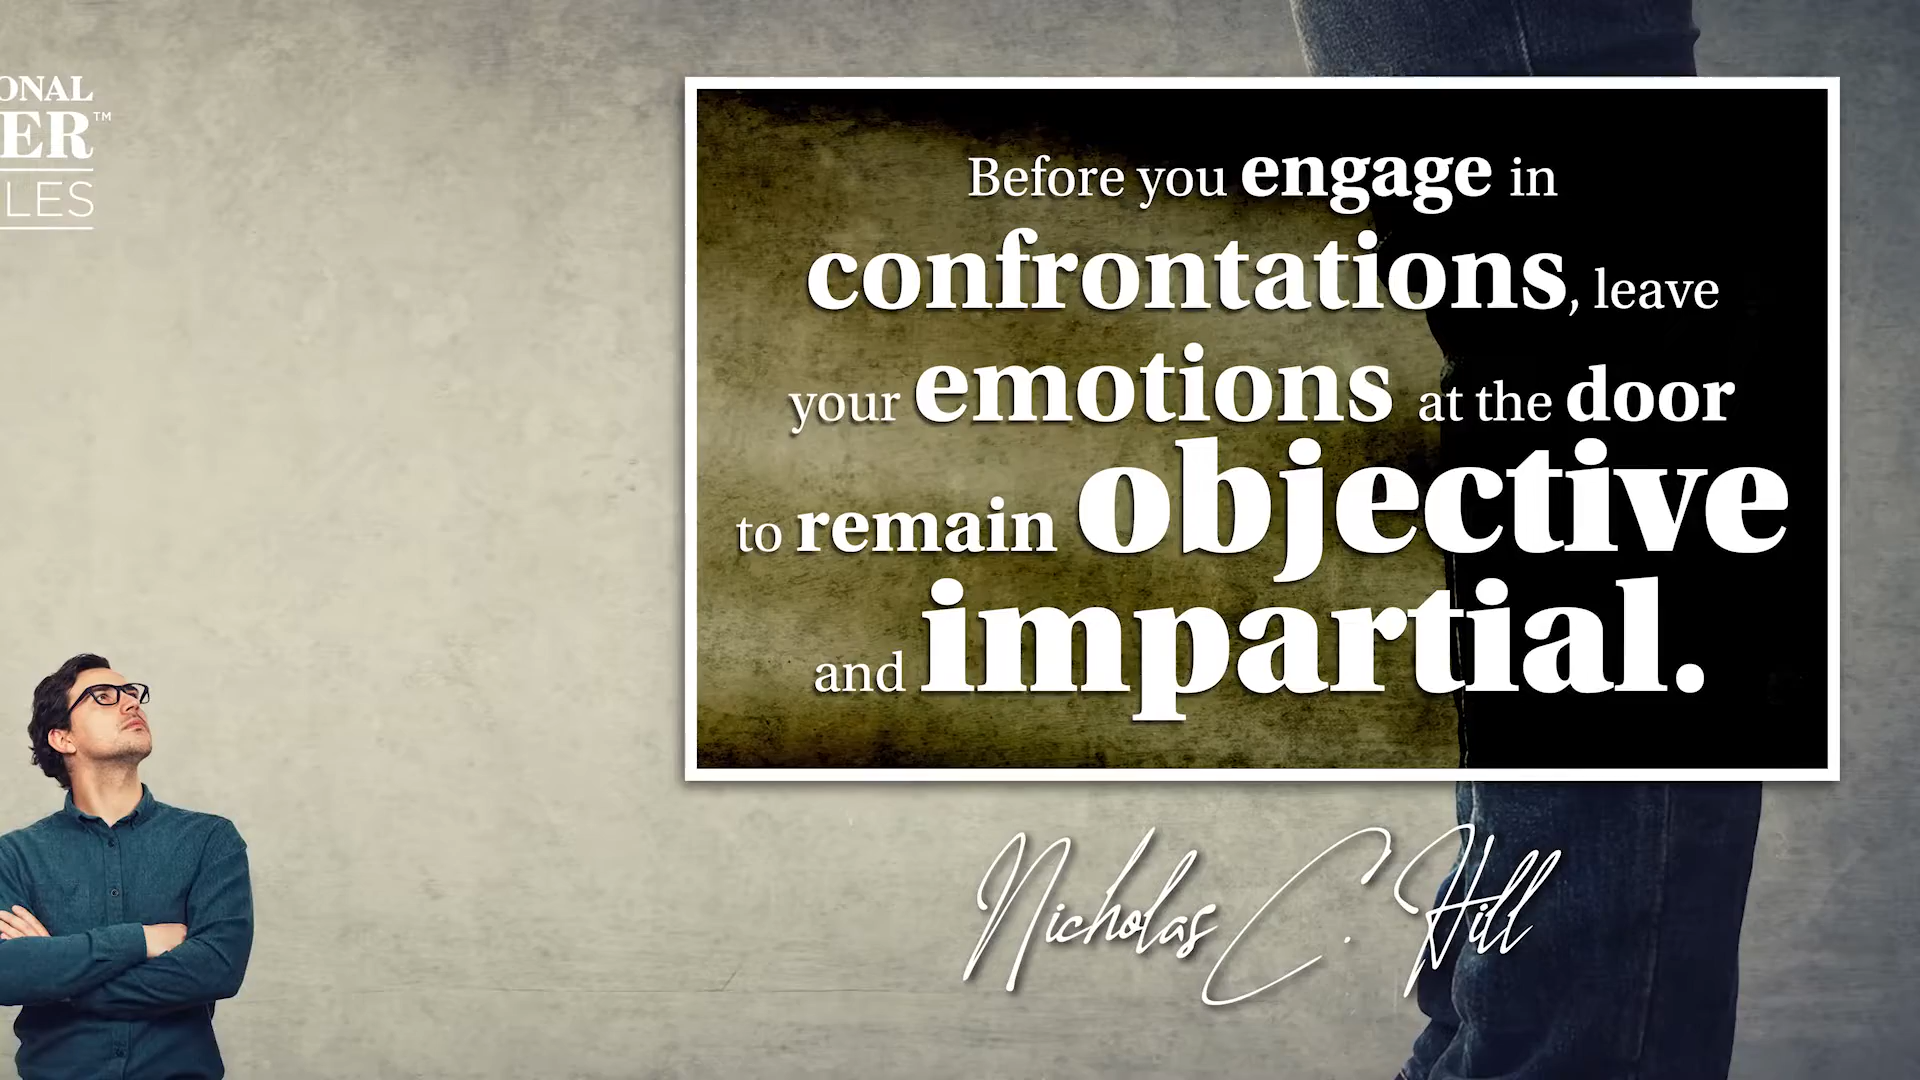 ONAL
ER™
LES
Before you engage in
confrontations, leave
your emotions at the door
to remain objective
and impartial.
Nicholas C. Hill